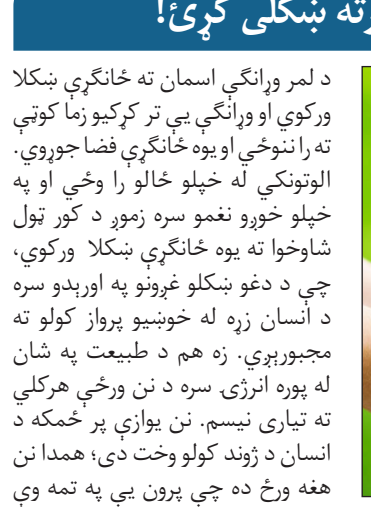 ښکلی کړئ!
د لمر وړانګې اسمان ته ځانګړې ښکلا
ورکوي او وړانګې یې تر کړکیو زما کوټې
ته را ننوځي او یوه ځانګړې فضا جوړوي.
الوتونکي له خپلو ځالو را وځي او په
خپلو خوږو نغمو سره زموږ د کور ټول
شاوخوا ته یوه ځانګړې ښکلا ورکوي،
چې د دغو ښکلو غږونو په اورېدو سره
د انسان زړه له خوښیو پرواز کولو ته
مجبورېږي. زه هم د طبیعت په شان
له پوره انرژۍ سره د نن ورځې هرکلي
ته تیاری نیسم. نن یوازې پر ځمکه د
انسان د ژوند کولو وخت دی؛ همدا نن
هغه ورځ ده چې پرون یې په تمه وې